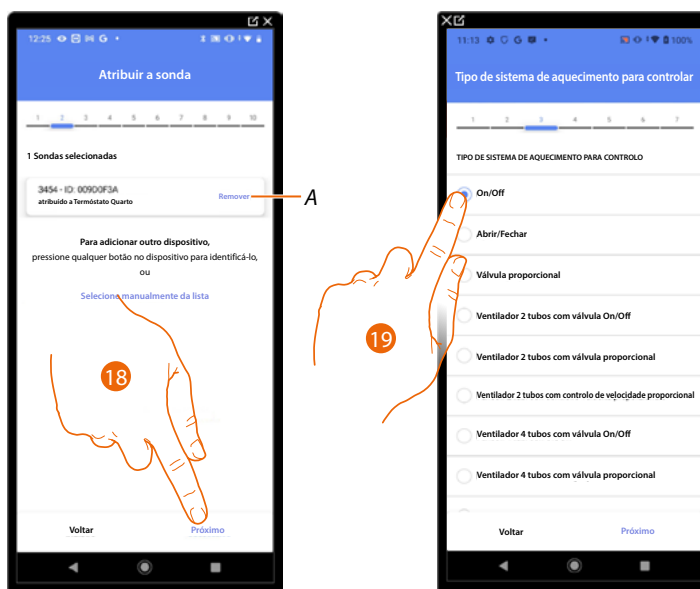 12:25
Atribuir a sonda
1 2 3 4 5 6 7 8 9 10
1 Sondas selecionadas
3454 - ID: 009D0F3A
atribuído a Termóstato Quarto
Remover
A
Para adicionar outro dispositivo,
pressione qualquer botão no dispositivo para identificá-lo,
ou
Selecione manualmente da lista
18
Voltar
Próximo
11:13
100%
Tipo de sistema de aquecimento para controlar
1 2 3 4 5 6 7
TIPO DE SISTEMA DE AQUECIMENTO PARA CONTROLO
On/Off
Abrir/Fechar
Válvula proporcional
Ventilador 2 tubos com válvula On/Off
19
Ventilador 2 tubos com válvula proporcional
Ventilador 2 tubos com controlo de velocidade proporcional
Ventilador 4 tubos com válvula On/Off
Ventilador 4 tubos com válvula proporcional
Voltar
Próximo